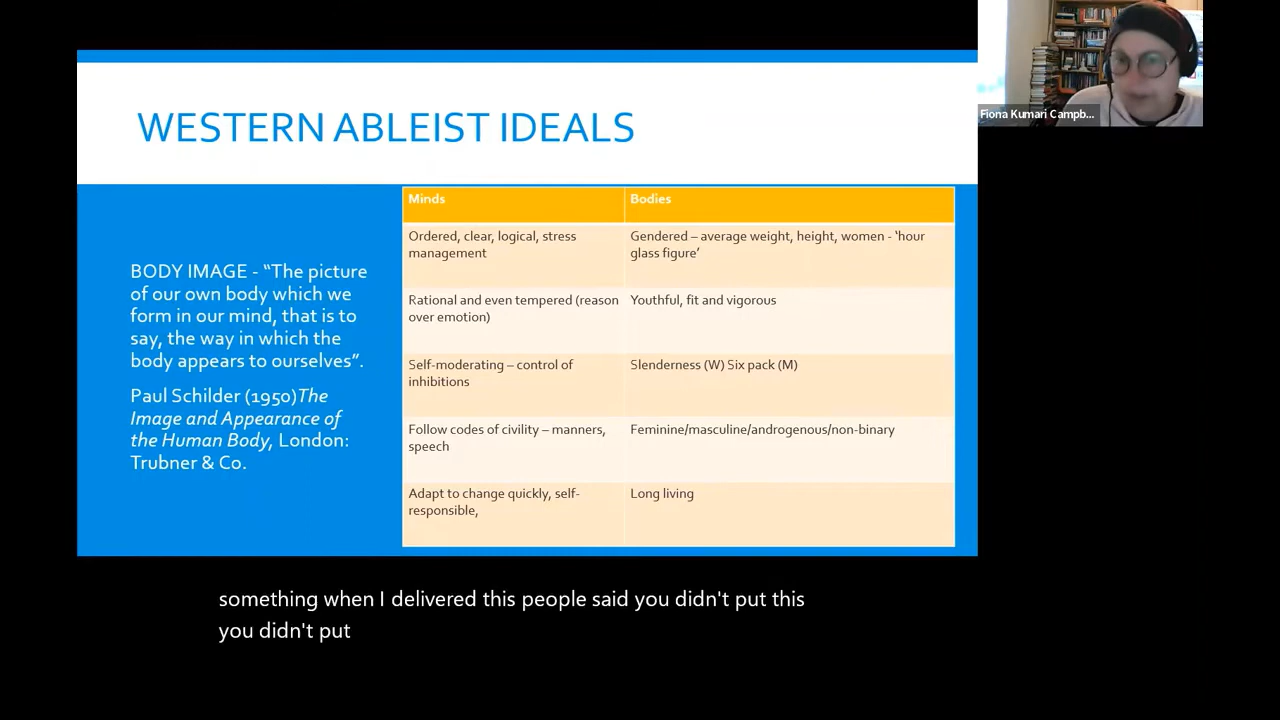 WESTERN ABLEIST IDEALS
Fiona Kumari Campb...
BODY IMAGE - “The picture
of our own body which we
form in our mind, that is to
say, the way in which the
body appears to ourselves”.
Paul Schilder (1950)The
Image and Appearance of
the Human Body, London:
Trubner & Co.
Minds
Bodies
Ordered, clear, logical, stress
management
Gendered – average weight, height, women - ‘hour
glass figure’
Rational and even tempered (reason
over emotion)
Youthful, fit and vigorous
Self-moderating – control of
inhibitions
Slenderness (W) Six pack (M)
Follow codes of civility – manners,
speech
Feminine/masculine/androgenous/non-binary
Adapt to change quickly, self-
responsible,
Long living
something when I delivered this people said you didn't put this
you didn't put